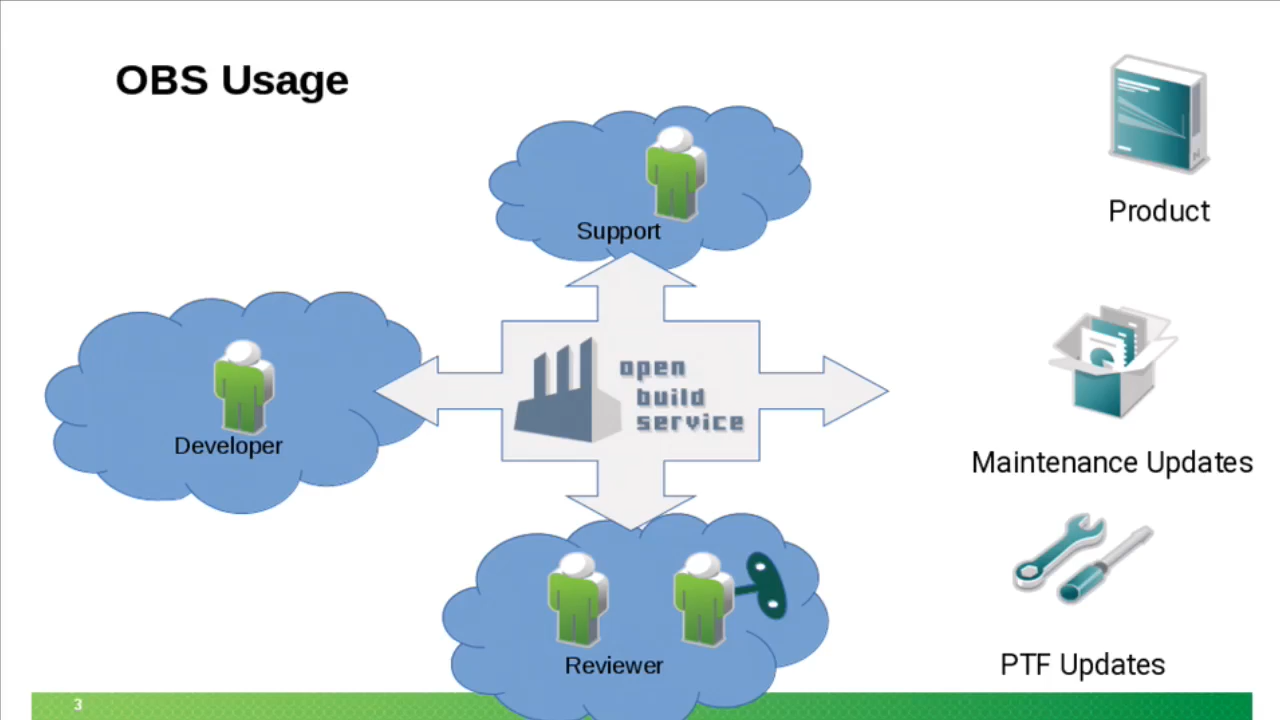 OBS Usage
Product
Support
open
build
service
Developer
Maintenance Updates
Reviewer
PTF Updates
3